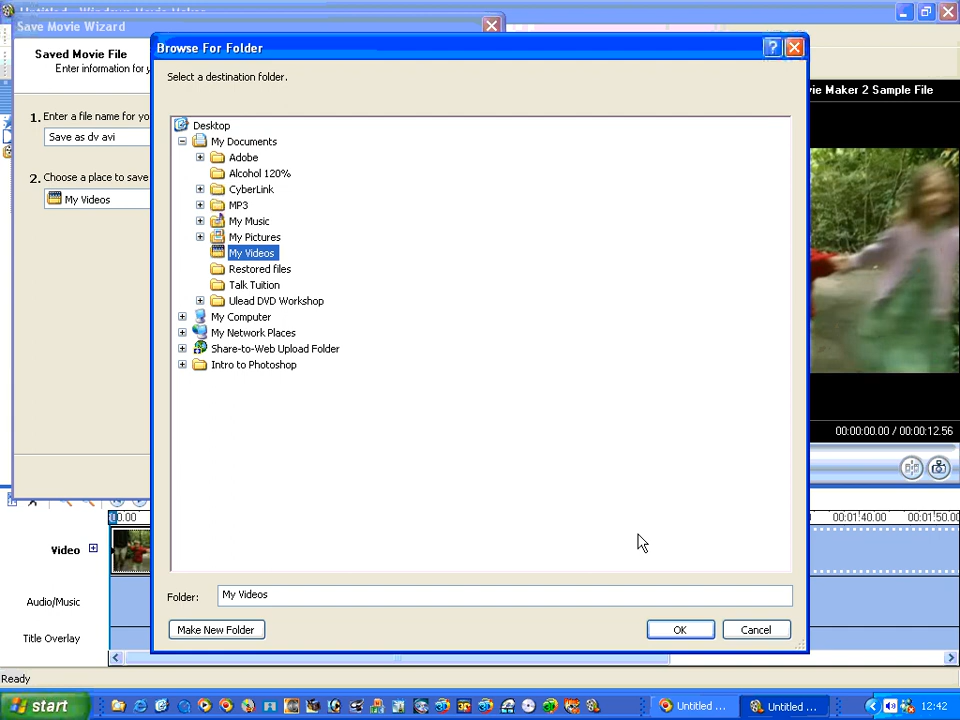 Untitled - Windows Movie Maker
Save Movie Wizard
Saved Movie File
Enter information for y
1. Enter a file name for yo
Save as dv avi
2. Choose a place to save
My Videos
Browse For Folder
Select a destination folder.
Desktop
My Documents
Adobe
Alcohol 120%
CyberLink
MP3
My Music
My Pictures
My Videos
Restored files
Talk Tuition
Ulead DVD Workshop
My Computer
My Network Places
Share-to-Web Upload Folder
Intro to Photoshop
Folder: My Videos
Make New Folder
OK
Cancel
vie Maker 2 Sample File
00:00:00.00 / 00:00:12.56
0.00
00:01:40.00
00:01:50.00
Video
Audio/Music
Title Overlay
Ready
start
Untitled ...
Untitled ...
12:42